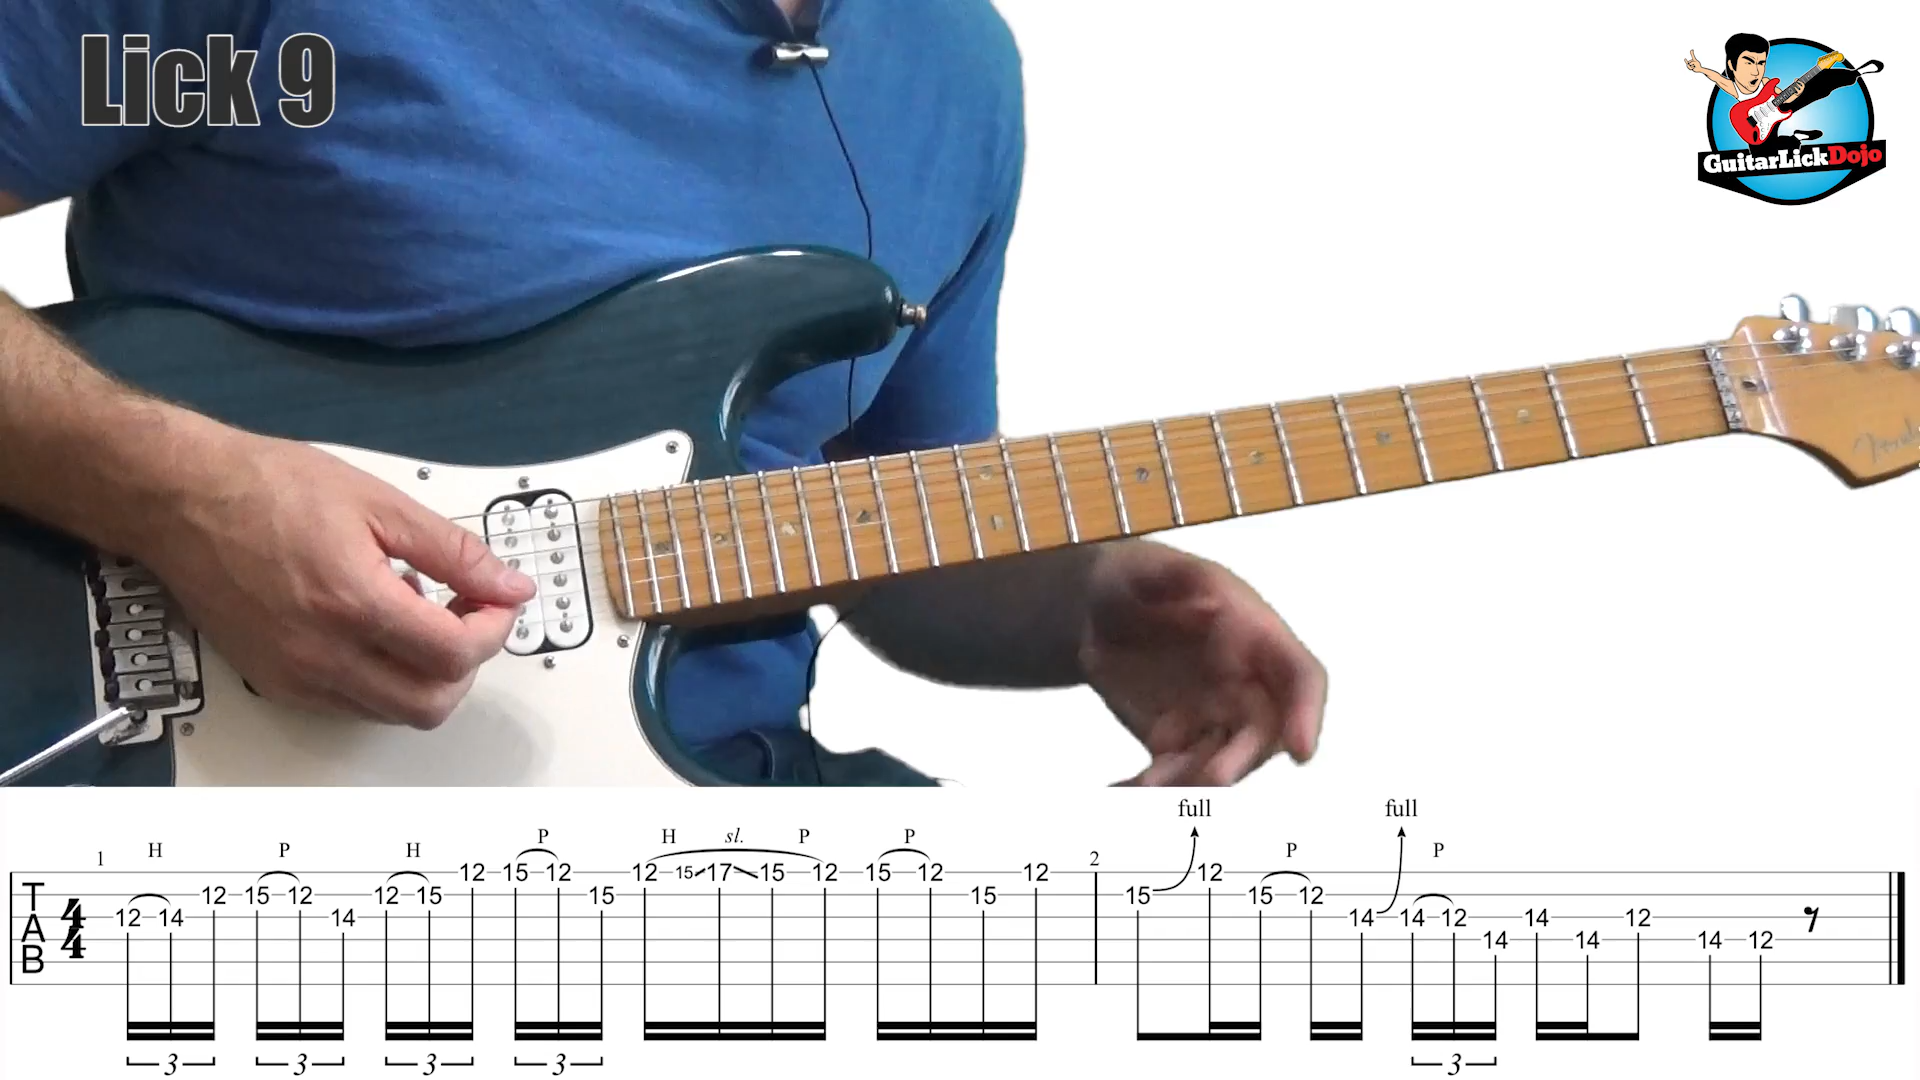 Lick 9
GuitarLickDojo
full full
P H sl. P P
1 H P H 2 P P
12 15 12 12 15–17 15 12 15 12 12 12
T 12 15 12 12 15 15 15 15 15 12
A 4 12 14 14 14 14 12 14 12
4 14 14 14 12
B
3 3 3 3 3